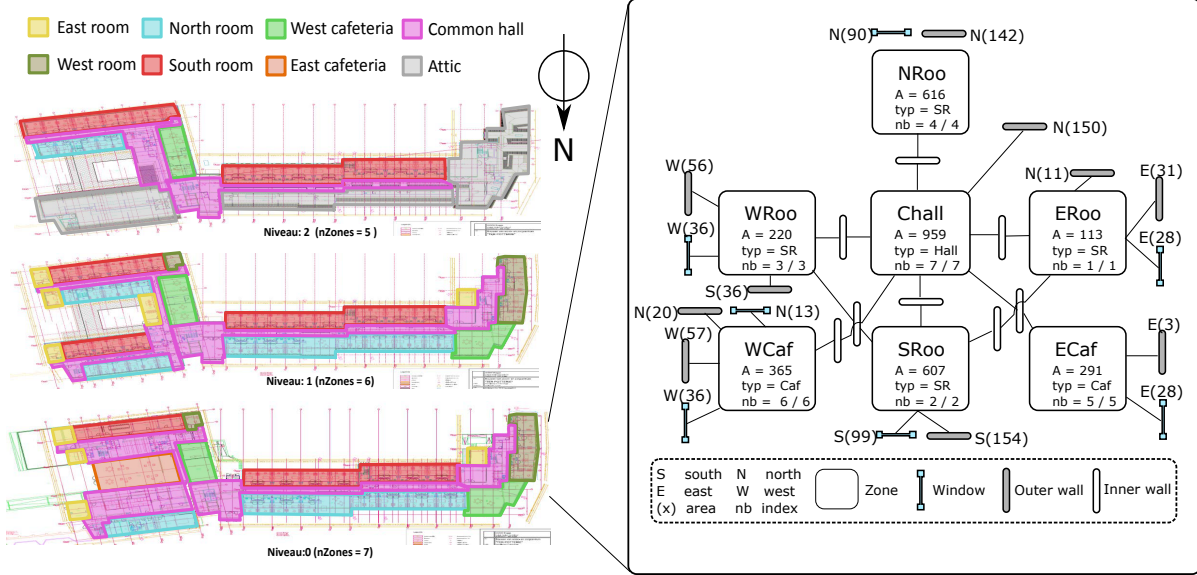 East room
North room
West cafeteria
Common hall
West room
South room
East cafeteria
Attic
N
Niveau: 2 (nZones = 5 )
Niveau: 1 (nZones = 6)
Niveau:0 (nZones = 7)
N(90)
N(142)
NRoo
A = 616
typ = SR
nb = 4 / 4
N(150)
W(56)
N(11)
E(31)
WRoo
A = 220
typ = SR
nb = 3 / 3
Chall
A = 959
typ = Hall
nb = 7 / 7
ERoo
A = 113
typ = SR
nb = 1 / 1
W(36)
E(28)
S(36)
N(20)
N(13)
W(57)
E(3)
WCaf
A = 365
typ = Caf
nb = 6 / 6
SRoo
A = 607
typ = SR
nb = 2 / 2
ECaf
A = 291
typ = Caf
nb = 5 / 5
W(36)
E(28)
S(99)
S(154)
S south N north
E east W west
(x) area nb index
Zone
Window
Outer wall
Inner wall